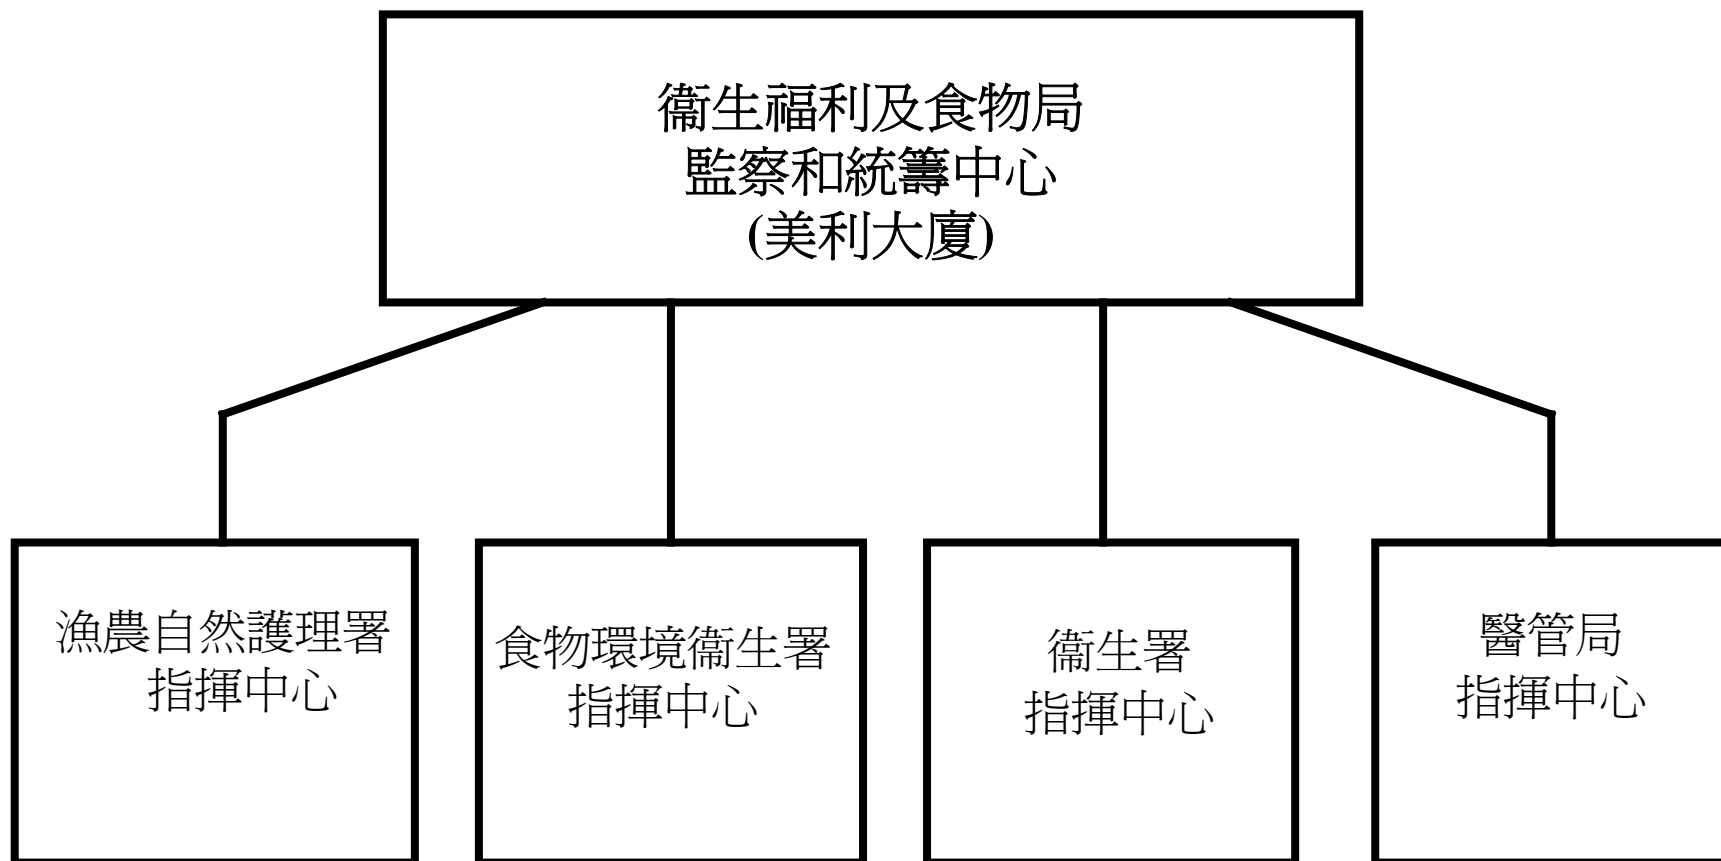 衞生福利及食物局
監察和統籌中心
(美利大廈)
漁農自然護理署
指揮中心
食物環境衞生署
指揮中心
衞生署
指揮中心
醫管局
指揮中心